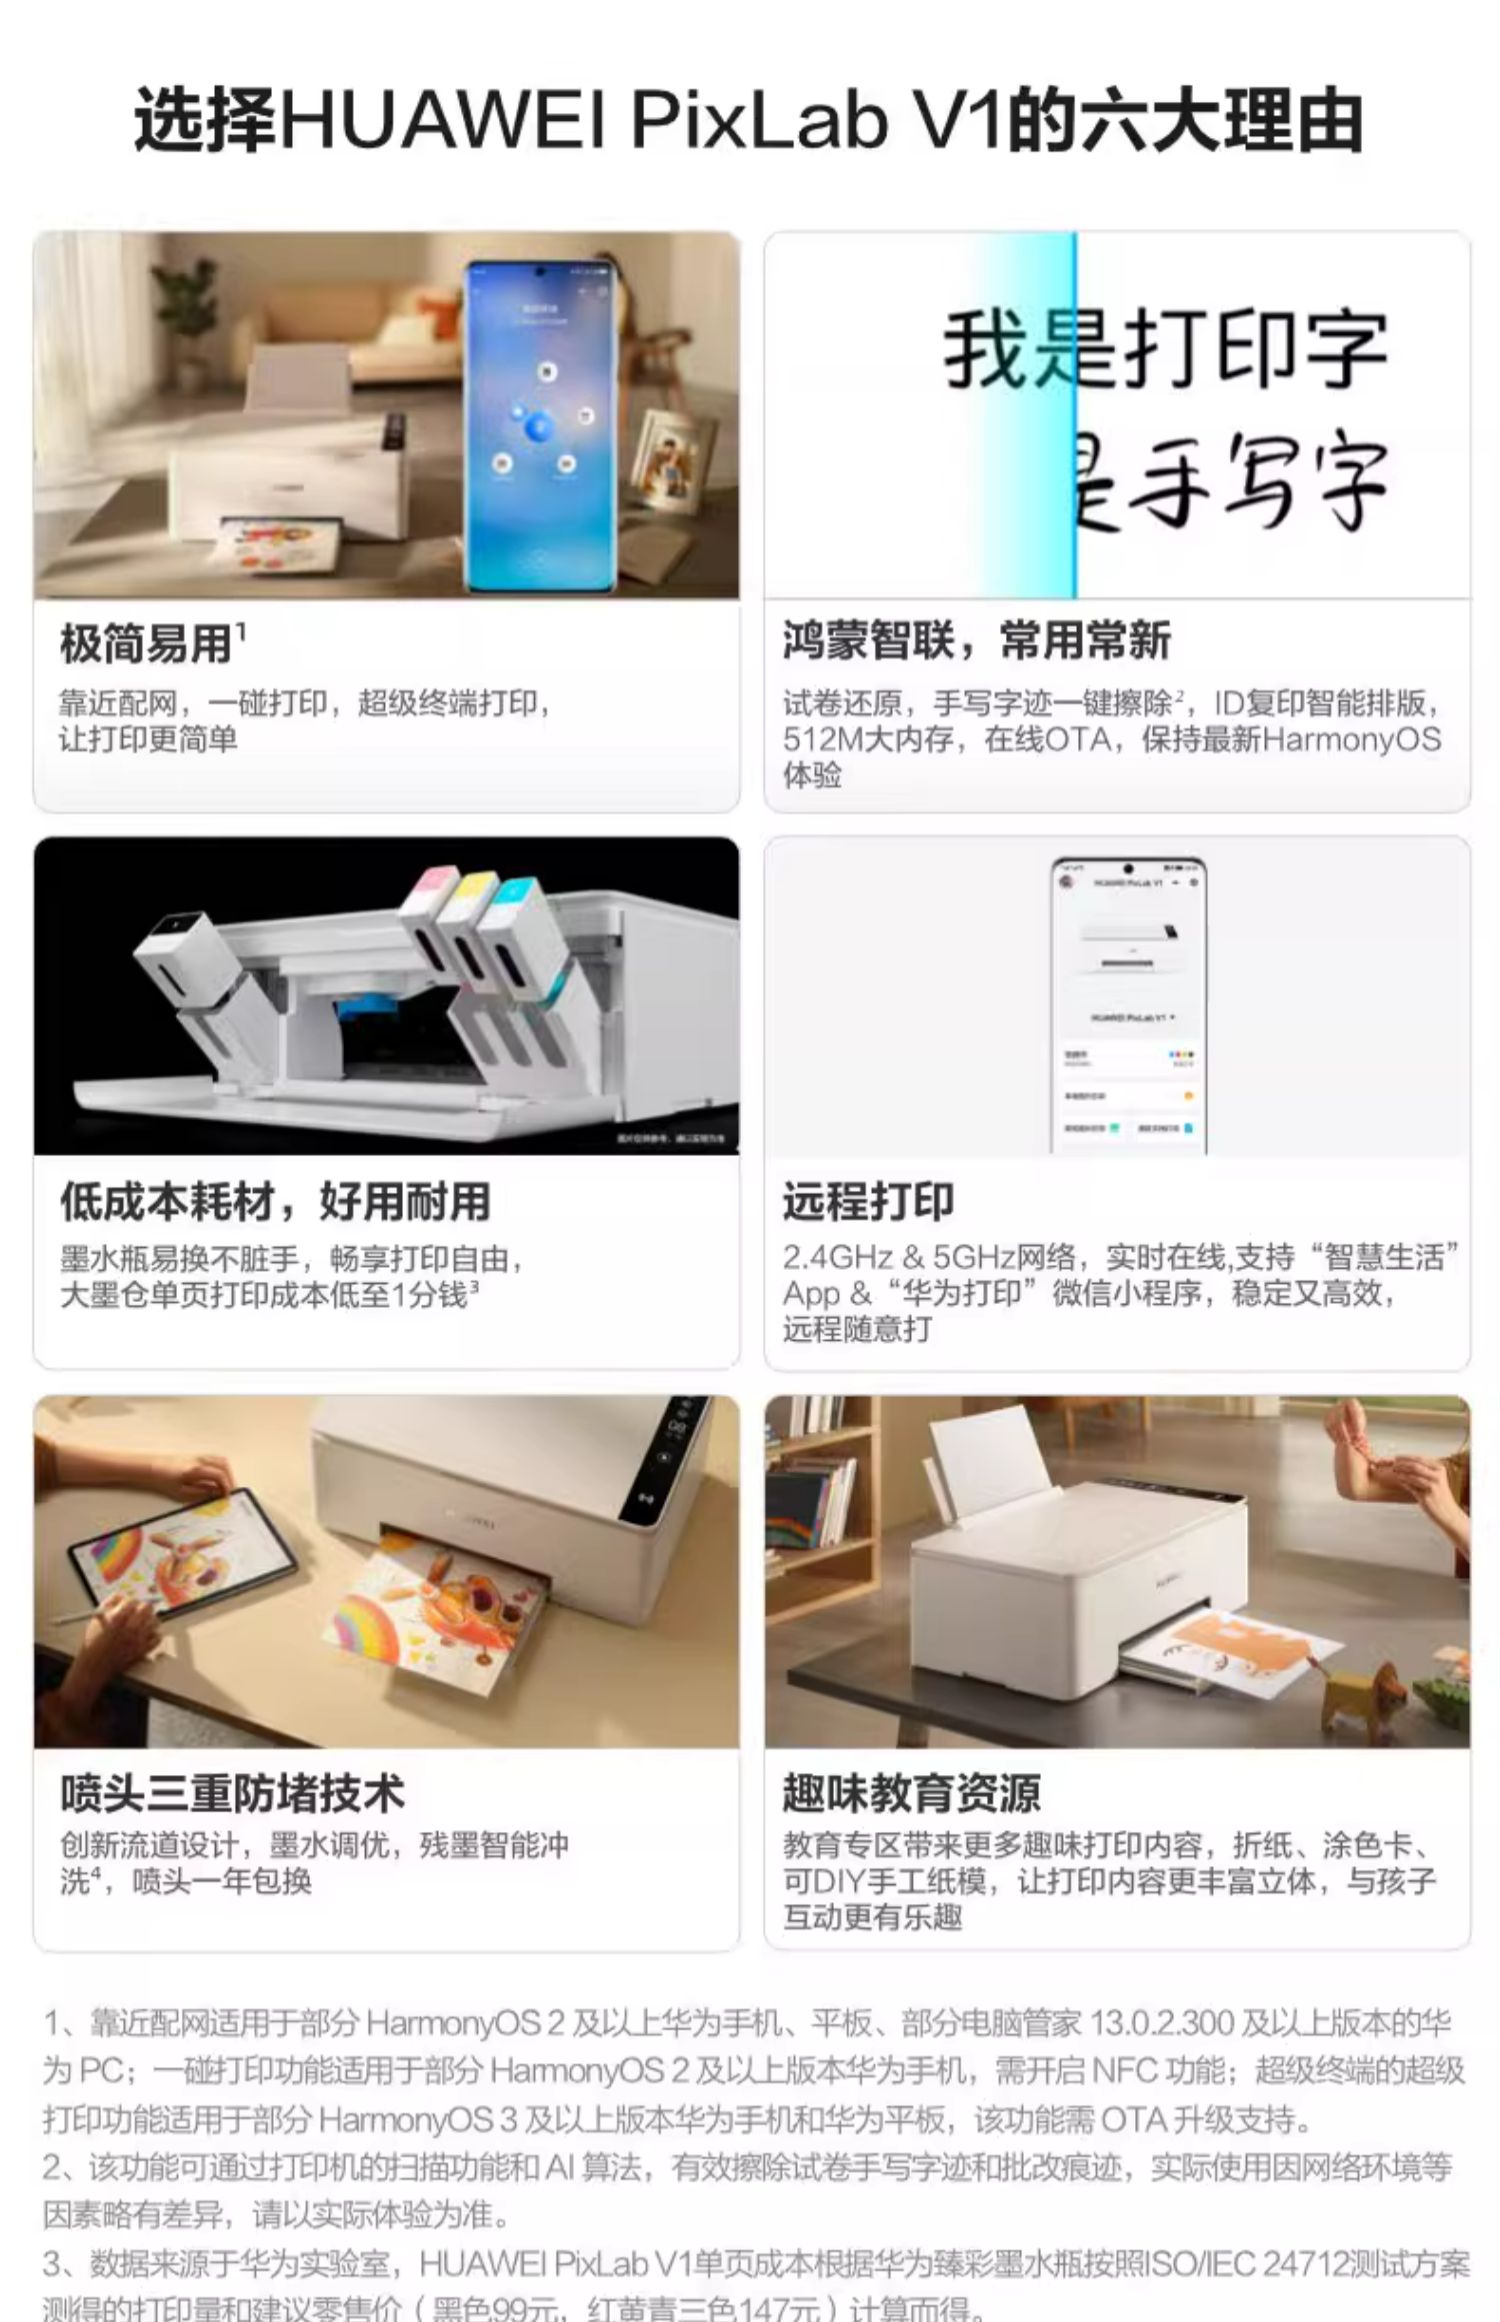 选择HUAWEI PixLab V1的六大理由
我是打印字
是手写字
极简易用1
靠近配网，一碰打印，超级终端打印，
让打印更简单
鸿蒙智联，常用常新
试卷还原，手写字迹一键擦除2，ID复印智能排版，
512M大内存，在线OTA，保持最新HarmonyOS
体验
HUAWEI PixLab V1
HUAWEI PixLab V1
低成本耗材，好用耐用
墨水瓶易换不脏手，畅享打印自由，
大墨仓单页打印成本低至1分钱3
远程打印
2.4GHz & 5GHz网络，实时在线,支持“智慧生活”
App &“华为打印”微信小程序，稳定又高效，
远程随意打
喷头三重防堵技术
创新流道设计，墨水调优，残墨智能冲
洗4，喷头一年包换
趣味教育资源
教育专区带来更多趣味打印内容，折纸、涂色卡、
可DIY手工纸模，让打印内容更丰富立体，与孩子
互动更有乐趣
1、靠近配网适用于部分 HarmonyOS 2 及以上华为手机、平板、部分电脑管家 13.0.2.300 及以上版本的华
为 PC；一碰打印功能适用于部分 HarmonyOS 2 及以上版本华为手机，需开启 NFC 功能；超级终端的超级
打印功能适用于部分 HarmonyOS 3 及以上版本华为手机和华为平板，该功能需 OTA 升级支持。
2、该功能可通过打印机的扫描功能和 AI 算法，有效擦除试卷手写字迹和批改痕迹，实际使用因网络环境等
因素略有差异，请以实际体验为准。
3、数据来源于华为实验室，HUAWEI PixLab V1单页成本根据华为臻彩墨水瓶按照ISO/IEC 24712测试方案
测得的打印量和建议零售价（黑色99元，红黄青三色147元）计算而得。